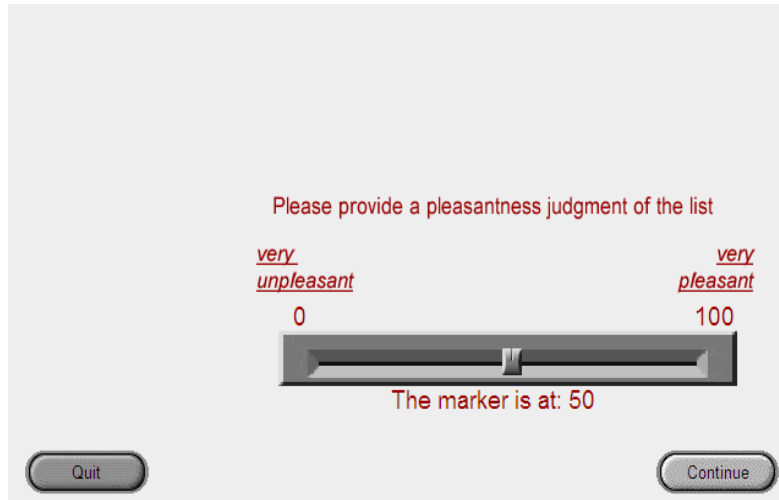 Please provide a pleasantness judgment of the list
very very
unpleasant pleasant
0 100
The marker is at: 50
Quit Continue